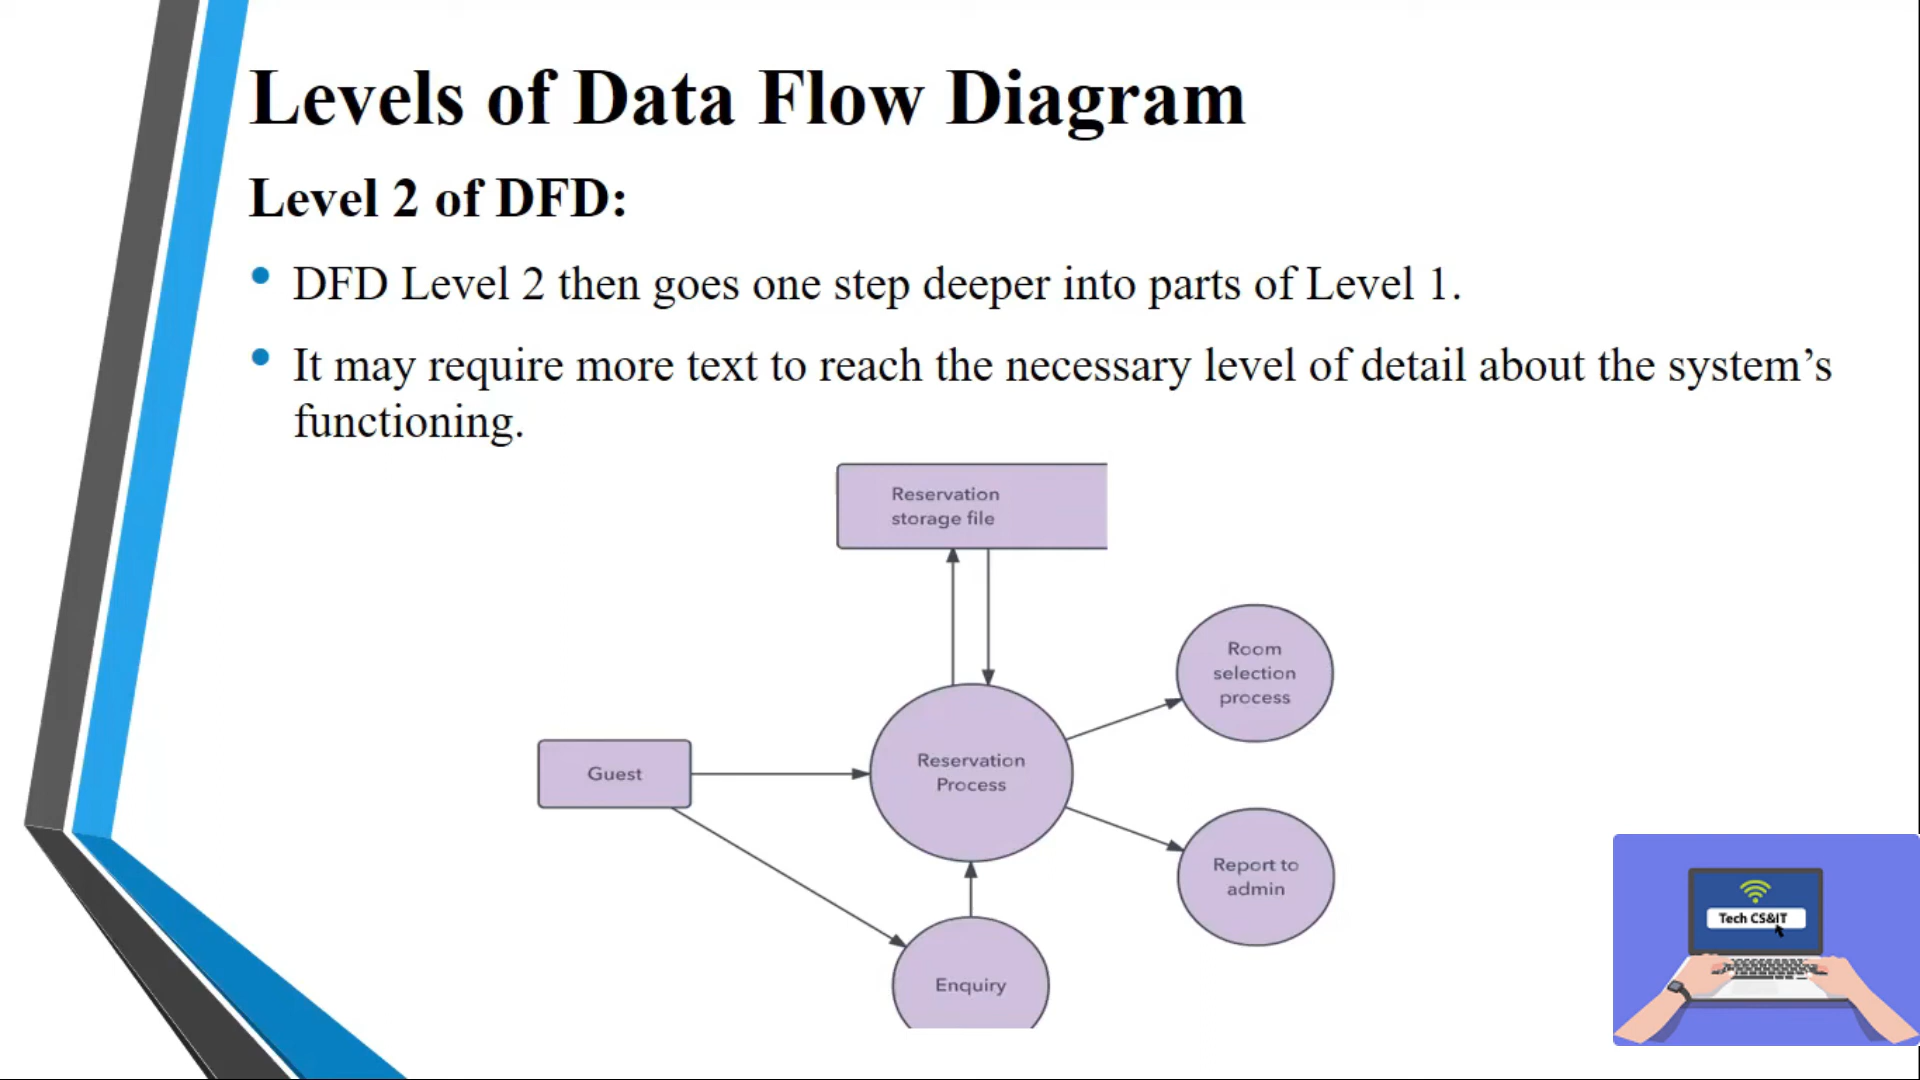 Levels of Data Flow Diagram
Level 2 of DFD:
DFD Level 2 then goes one step deeper into parts of Level 1.
It may require more text to reach the necessary level of detail about the system’s
functioning.
Reservation
storage file
Room
selection
process
Guest
Reservation
Process
Report to
admin
Enquiry
Tech CS&IT